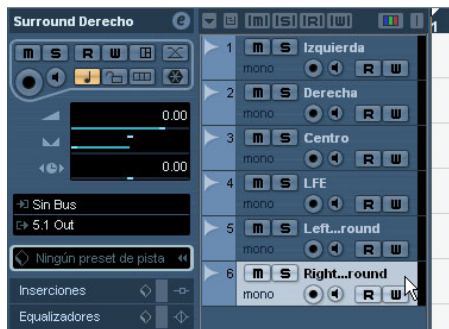 Surround Derecho e
m S R W
0.00
0.00
Sin Bus
5.1 Out
Ningún preset de pista
Inserciones
Equalizadores
m S R W
1
1 m S Izquierda
mono R W
2 m S Derecha
mono R W
3 m S Centro
mono R W
4 m S LFE
mono R W
5 m S Left...round
mono R W
6 m S Right...round
mono R W